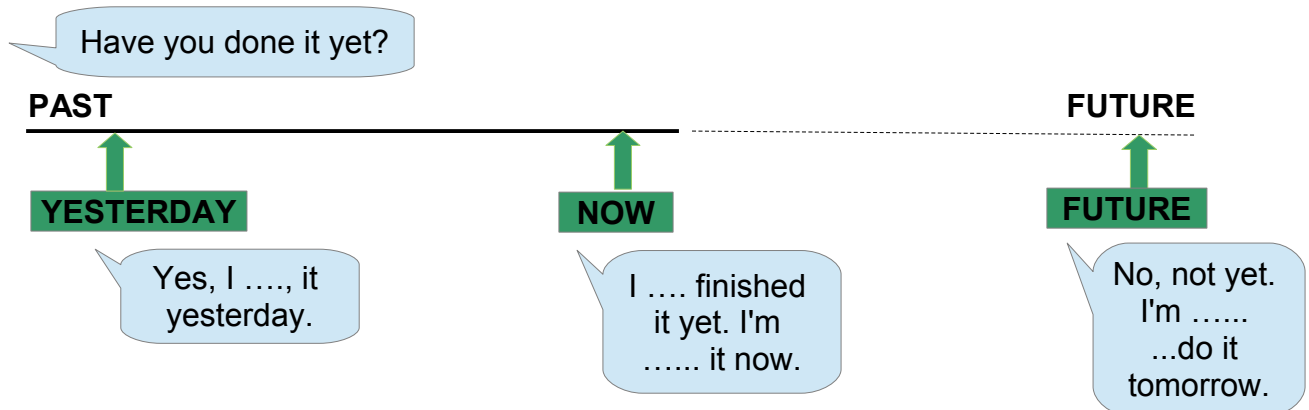 Have you done it yet?
PAST
FUTURE
YESTERDAY
NOW
FUTURE
Yes, I ...., it
yesterday.
I .... finished
it yet. I'm
…... it now.
No, not yet.
I'm …...
...do it
tomorrow.